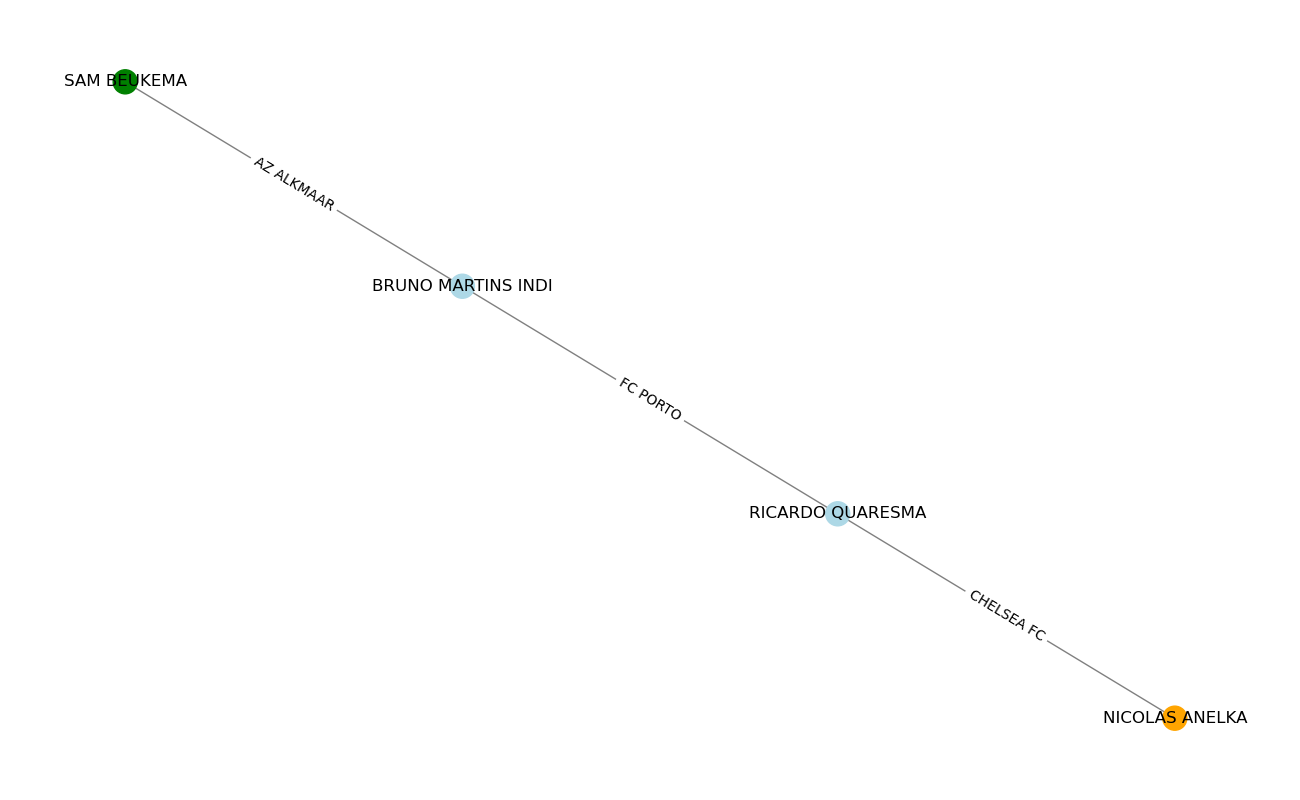 SAM BEUKEMA
AZ ALKMAAR
BRUNO MARTINS INDI
FC PORTO
RICARDO QUARESMA
CHELSEA FC
NICOLAS ANELKA